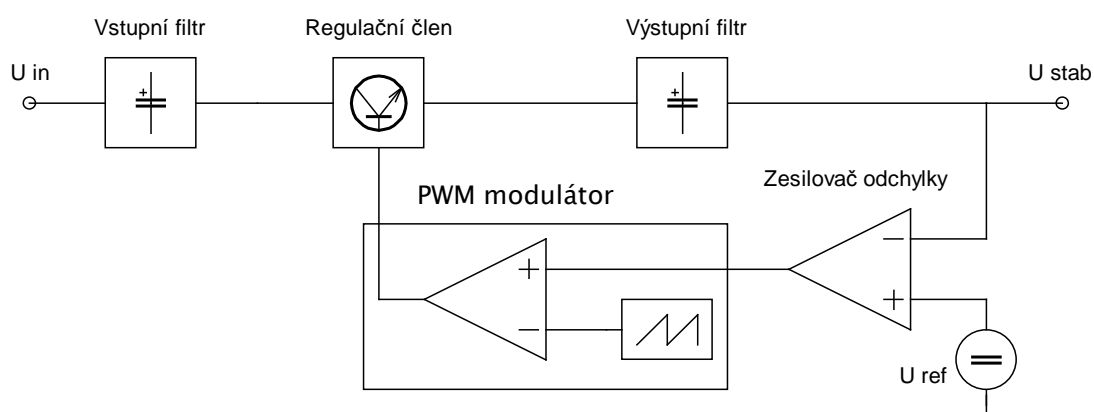 Vstupní filtr
Regulační člen
Výstupní filtr
U in
U stab
PWM modulátor
Zesilovač odchylky
U ref